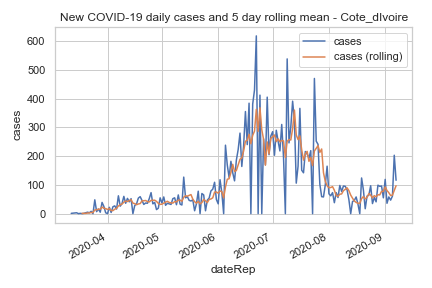 New COVID-19 daily cases and 5 day rolling mean - Cote_dIvoire
cases
cases (rolling)
600
500
400
300
200
100
0
cases
2020-04
2020-05
2020-06
2020-07
2020-08
2020-09
dateRep